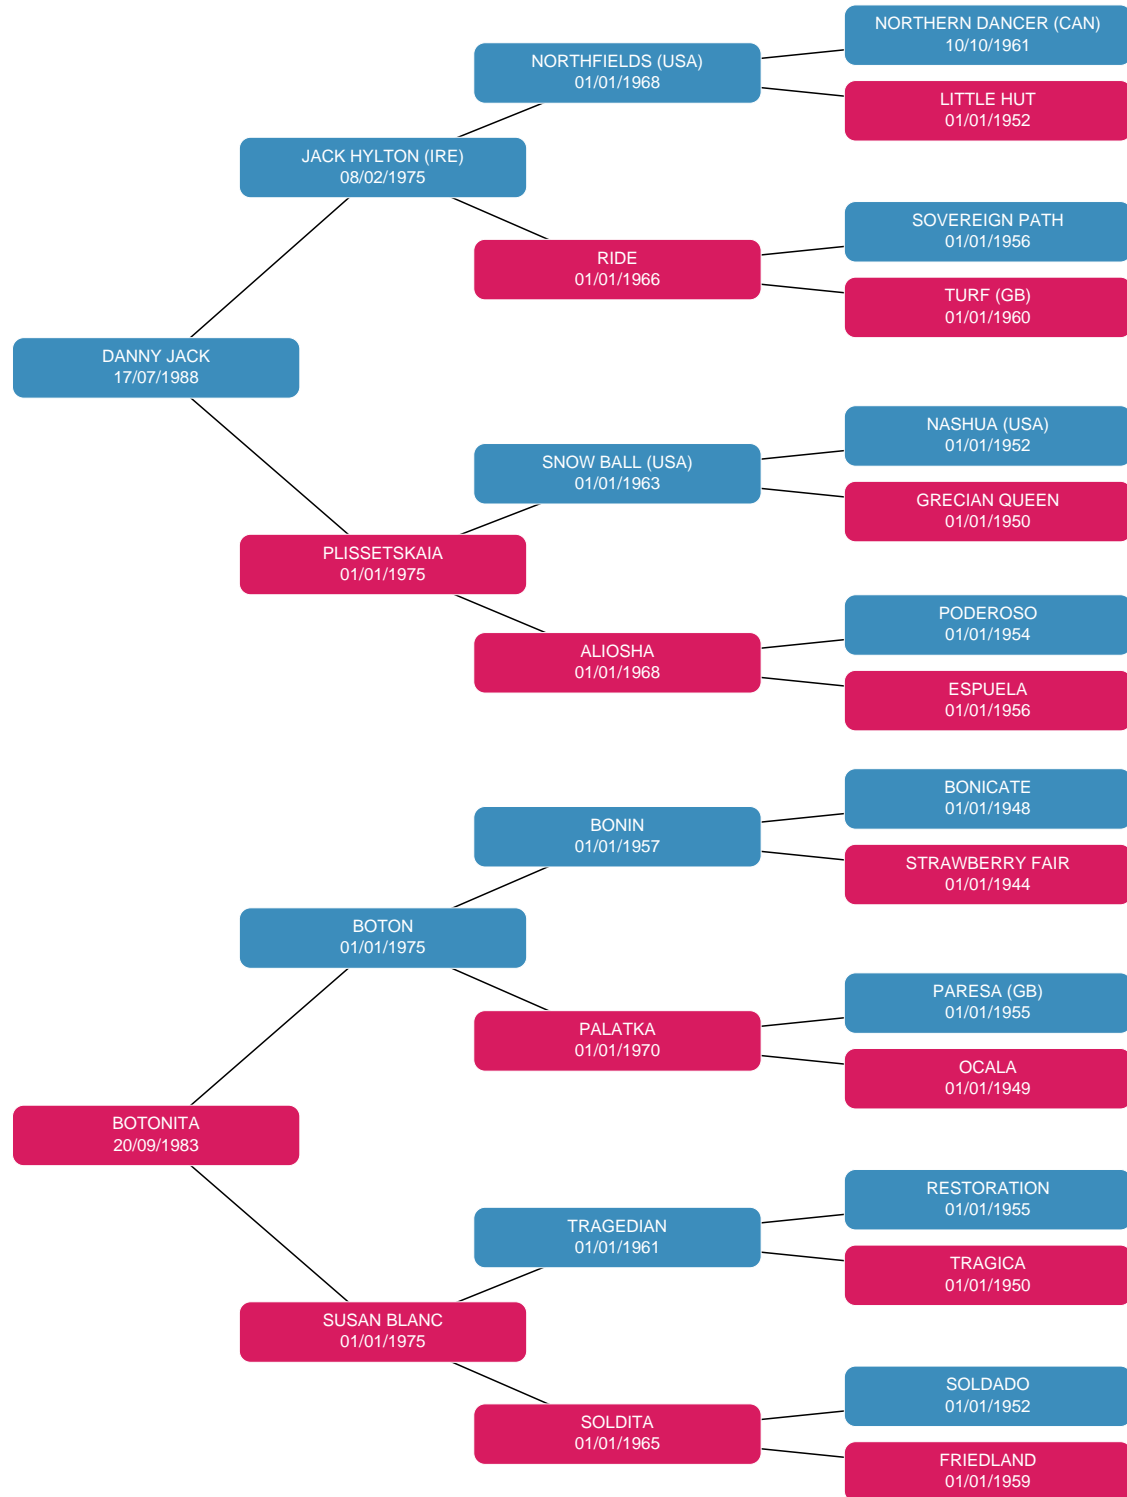 NORTHERN DANCER (CAN)
10/10/1961
NORTHFIELDS (USA)
01/01/1968
LITTLE HUT
01/01/1952
JACK HYLTON (IRE)
08/02/1975
SOVEREIGN PATH
01/01/1956
RIDE
01/01/1966
TURF (GB)
01/01/1960
DANNY JACK
17/07/1988
NASHUA (USA)
01/01/1952
SNOW BALL (USA)
01/01/1963
GRECIAN QUEEN
01/01/1950
PLISSETSKAIA
01/01/1975
PODEROSO
01/01/1954
ALIOSHA
01/01/1968
ESPUELA
01/01/1956
BONICATE
01/01/1948
BONIN
01/01/1957
STRAWBERRY FAIR
01/01/1944
BOTON
01/01/1975
PARESA (GB)
01/01/1955
PALATKA
01/01/1970
OCALA
01/01/1949
BOTONITA
20/09/1983
RESTORATION
01/01/1955
TRAGEDIAN
01/01/1961
TRAGICA
01/01/1950
SUSAN BLANC
01/01/1975
SOLDADO
01/01/1952
SOLDITA
01/01/1965
FRIEDLAND
01/01/1959